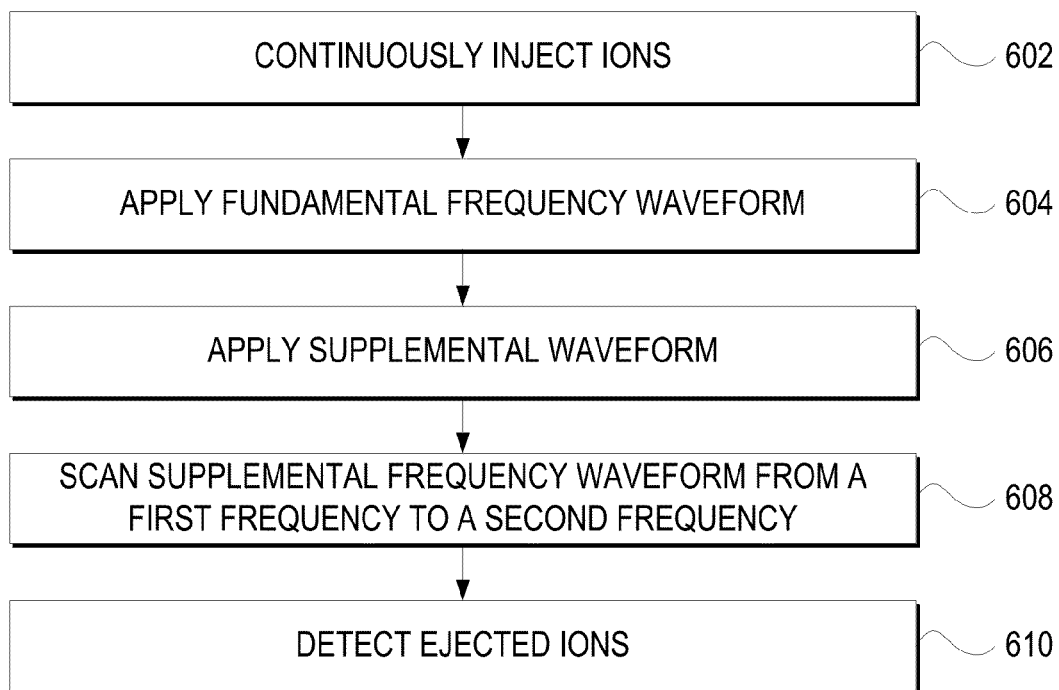 CONTINUOUSLY INJECT IONS
602
APPLY FUNDAMENTAL FREQUENCY WAVEFORM
604
APPLY SUPPLEMENTAL WAVEFORM
606
SCAN SUPPLEMENTAL FREQUENCY WAVEFORM FROM A
FIRST FREQUENCY TO A SECOND FREQUENCY
608
DETECT EJECTED IONS
610